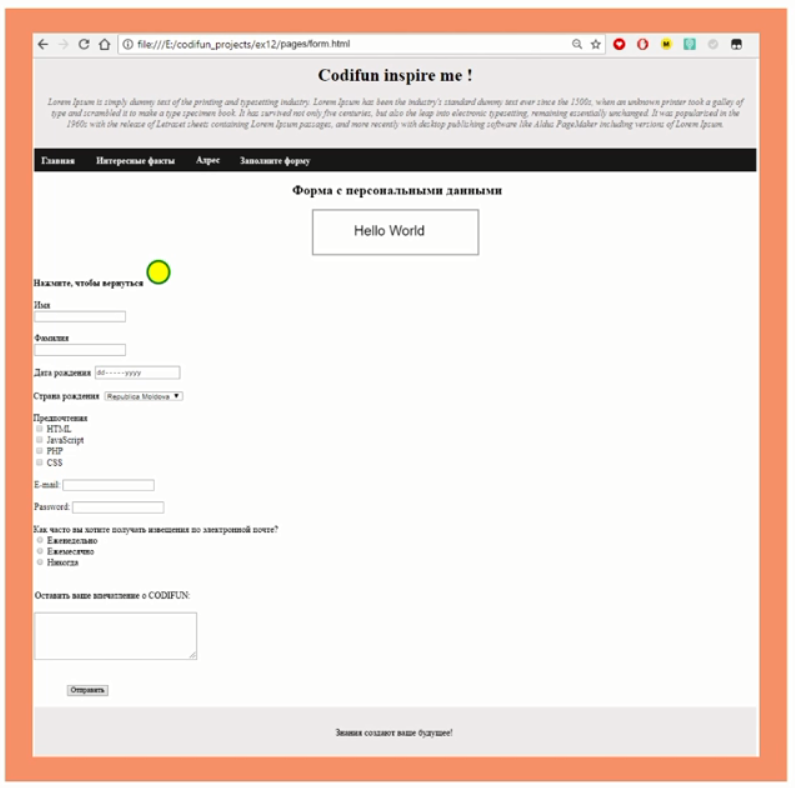 file:///E:/codifun_projects/ex12/pages/form.html
Codifun inspire me !
Lorem Ipsum is simply dummy text of the printing and typesetting industry. Lorem Ipsum has been the industry's standard dummy text ever since the 1500s, when an unknown printer took a galley of
type and scrambled it to make a type specimen book. It has survived not only five centuries, but also the leap into electronic typesetting, remaining essentially unchanged. It was popularised in the
1960s with the release of Letraset sheets containing Lorem Ipsum passages, and more recently with desktop publishing software like Aldus PageMaker including versions of Lorem Ipsum.
Главная Интересные факты Адрес Заполните форму
Форма с персональными данными
Hello World
Нажмите, чтобы вернуться
Имя
Фамилия
Дата рождения dd-----yyyy
Страна рождения Republica Moldova
Предпочтения
HTML
JavaScript
PHP
CSS
E-mail:
Password:
Как часто вы хотите получать извещения по электронной почте?
Еженедельно
Ежемесячно
Никогда
Оставить ваше впечатление о CODIFUN:
Отправить
Знания создают ваше будущее!